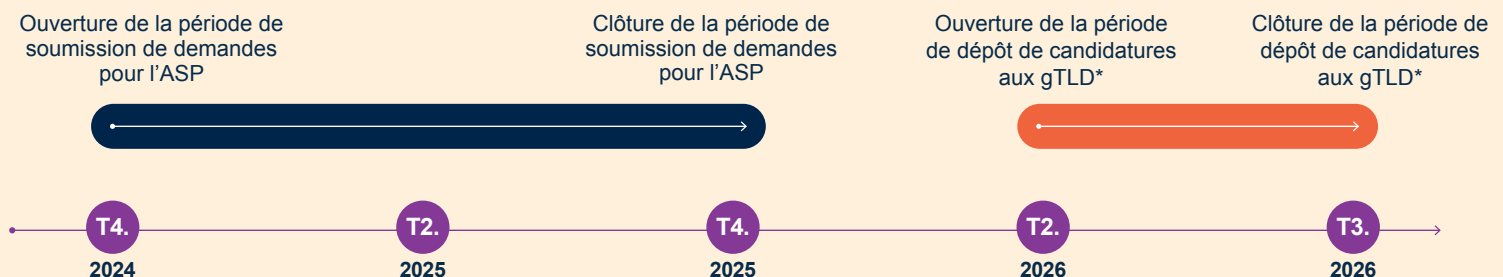 Ouverture de la période de
soumission de demandes
pour l’ASP
Clôture de la période de
soumission de demandes
pour l’ASP
Ouverture de la période
de dépôt de candidatures
aux gTLD*
Clôture de la période de
dépôt de candidatures
aux gTLD*
T4.
2024
T2.
2025
T4.
2025
T2.
2026
T3.
2026